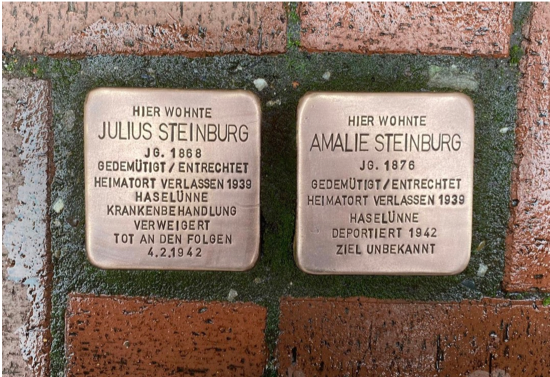 HIER WOHNTE
JULIUS STEINBURG
JG. 1868
GEDEMÜTIGT/ENTRECHTET
HEIMATORT VERLASSEN 1939
HASELÜNNE
KRANKENBEHANDLUNG
VERWEIGERT
TOT AN DEN FOLGEN
4.2.1942
HIER WOHNTE
AMALIE STEINBURG
JG. 1876
GEDEMÜTIGT/ENTRECHTET
HEIMATORT VERLASSEN 1939
HASELÜNNE
DEPORTIERT 1942
ZIEL UNBEKANNT